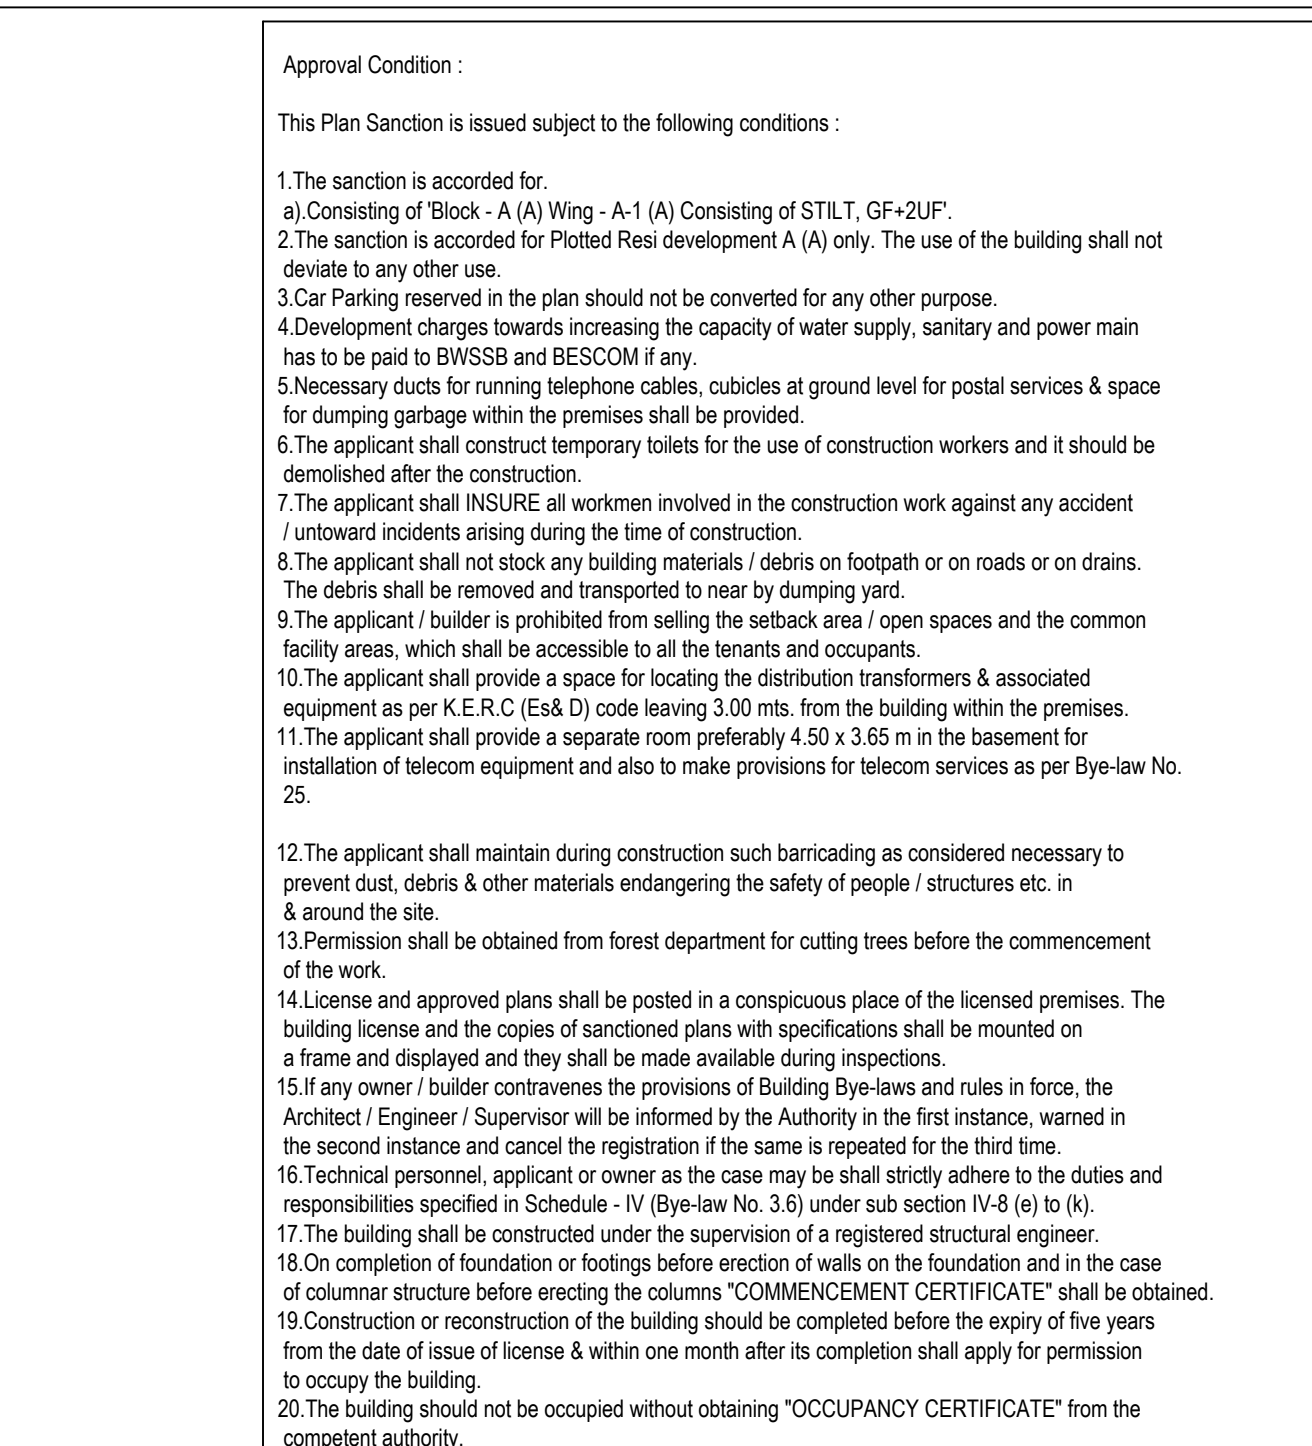 Approval Condition :
This Plan Sanction is issued subject to the following conditions :
1.The sanction is accorded for.
a).Consisting of 'Block - A (A) Wing - A-1 (A) Consisting of STILT, GF+2UF'.
2.The sanction is accorded for Plotted Resi development A (A) only. The use of the building shall not
deviate to any other use.
3.Car Parking reserved in the plan should not be converted for any other purpose.
4.Development charges towards increasing the capacity of water supply, sanitary and power main
has to be paid to BWSSB and BESCOM if any.
5.Necessary ducts for running telephone cables, cubicles at ground level for postal services & space
for dumping garbage within the premises shall be provided.
6.The applicant shall construct temporary toilets for the use of construction workers and it should be
demolished after the construction.
7.The applicant shall INSURE all workmen involved in the construction work against any accident
/ untoward incidents arising during the time of construction.
8.The applicant shall not stock any building materials / debris on footpath or on roads or on drains.
The debris shall be removed and transported to near by dumping yard.
9.The applicant / builder is prohibited from selling the setback area / open spaces and the common
facility areas, which shall be accessible to all the tenants and occupants.
10.The applicant shall provide a space for locating the distribution transformers & associated
equipment as per K.E.R.C (Es& D) code leaving 3.00 mts. from the building within the premises.
11.The applicant shall provide a separate room preferably 4.50 x 3.65 m in the basement for
installation of telecom equipment and also to make provisions for telecom services as per Bye-law No.
25.
12.The applicant shall maintain during construction such barricading as considered necessary to
prevent dust, debris & other materials endangering the safety of people / structures etc. in
& around the site.
13.Permission shall be obtained from forest department for cutting trees before the commencement
of the work.
14.License and approved plans shall be posted in a conspicuous place of the licensed premises. The
building license and the copies of sanctioned plans with specifications shall be mounted on
a frame and displayed and they shall be made available during inspections.
15.If any owner / builder contravenes the provisions of Building Bye-laws and rules in force, the
Architect / Engineer / Supervisor will be informed by the Authority in the first instance, warned in
the second instance and cancel the registration if the same is repeated for the third time.
16.Technical personnel, applicant or owner as the case may be shall strictly adhere to the duties and
responsibilities specified in Schedule - IV (Bye-law No. 3.6) under sub section IV-8 (e) to (k).
17.The building shall be constructed under the supervision of a registered structural engineer.
18.On completion of foundation or footings before erection of walls on the foundation and in the case
of columnar structure before erecting the columns "COMMENCEMENT CERTIFICATE" shall be obtained.
19.Construction or reconstruction of the building should be completed before the expiry of five years
from the date of issue of license & within one month after its completion shall apply for permission
to occupy the building.
20.The building should not be occupied without obtaining "OCCUPANCY CERTIFICATE" from the
competent authority.